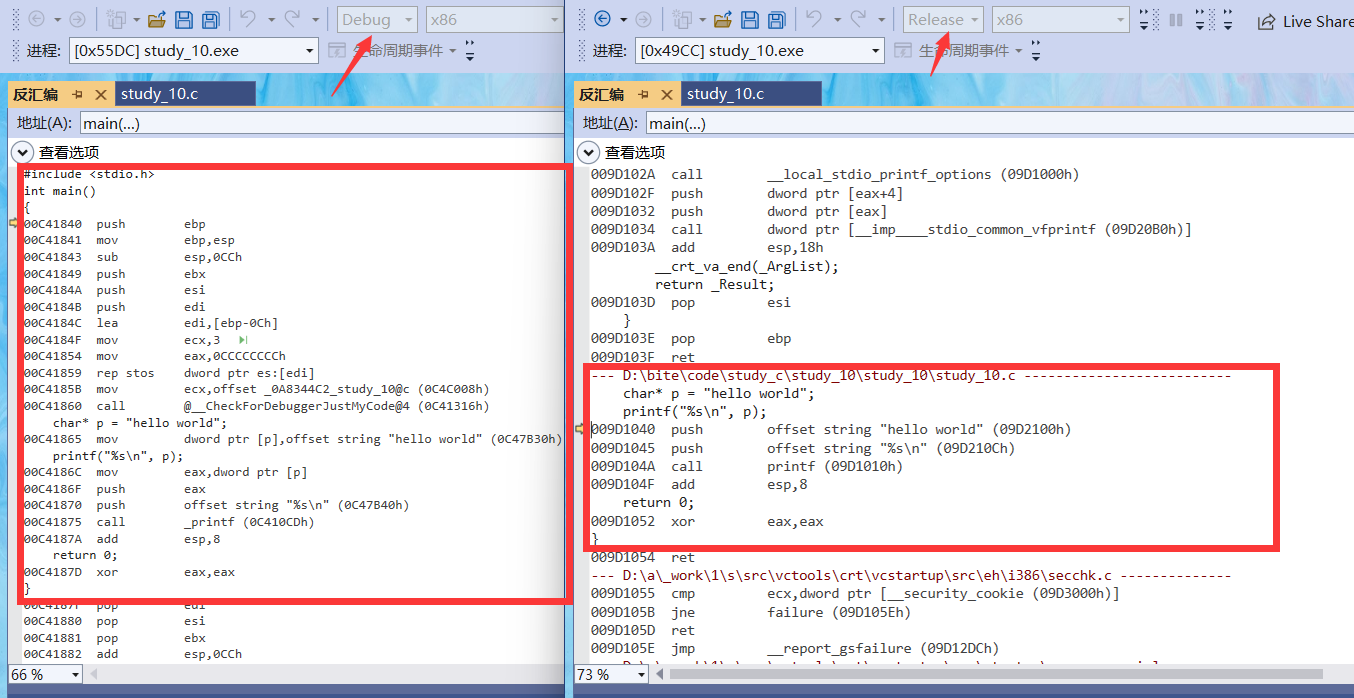 Debug x86
进程: [0x55DC] study_10.exe 生命周期事件
反汇编 study_10.c
地址(A): main(...)
查看选项
#include <stdio.h>
int main()
{
00C41840 push ebp
00C41841 mov ebp,esp
00C41843 sub esp,0CCh
00C41849 push ebx
00C4184A push esi
00C4184B push edi
00C4184C lea edi,[ebp-0Ch]
00C4184F mov ecx,3
00C41854 mov eax,0CCCCCCCCh
00C41859 rep stos dword ptr es:[edi]
00C4185B mov ecx,offset _0A8344C2_study_10@c (0C4C008h)
00C41860 call @__CheckForDebuggerJustMyCode@4 (0C41316h)
char* p = "hello world";
00C41865 mov dword ptr [p],offset string "hello world" (0C47B30h)
printf("%s\n", p);
00C4186C mov eax,dword ptr [p]
00C4186F push eax
00C41870 push offset string "%s\n" (0C47B40h)
00C41875 call _printf (0C410CDh)
00C4187A add esp,8
return 0;
00C4187D xor eax,eax
}
00C4187F pop edi
00C41880 pop esi
00C41881 pop ebx
00C41882 add esp,0CCh
66 %
Release x86 Live Share
进程: [0x49CC] study_10.exe 生命周期事件
反汇编 study_10.c
地址(A): main(...)
查看选项
009D102A call __local_stdio_printf_options (09D1000h)
009D102F push dword ptr [eax+4]
009D1032 push dword ptr [eax]
009D1034 call dword ptr [__imp____stdio_common_vfprintf (09D20B0h)]
009D103A add esp,18h
__crt_va_end(_ArgList);
return _Result;
009D103D pop esi
}
009D103E pop ebp
009D103F ret
--- D:\bite\code\study_c\study_10\study_10\study_10.c --------------------------
char* p = "hello world";
printf("%s\n", p);
009D1040 push offset string "hello world" (09D2100h)
009D1045 push offset string "%s\n" (09D210Ch)
009D104A call printf (09D1010h)
009D104F add esp,8
return 0;
009D1052 xor eax,eax
}
009D1054 ret
--- D:\a\_work\1\s\src\vctools\crt\vcstartup\src\eh\i386\secchk.c --------------
009D1055 cmp ecx,dword ptr [__security_cookie (09D3000h)]
009D105B jne failure (09D105Eh)
009D105D ret
009D105E jmp __report_gsfailure (09D12DCh)
73 %